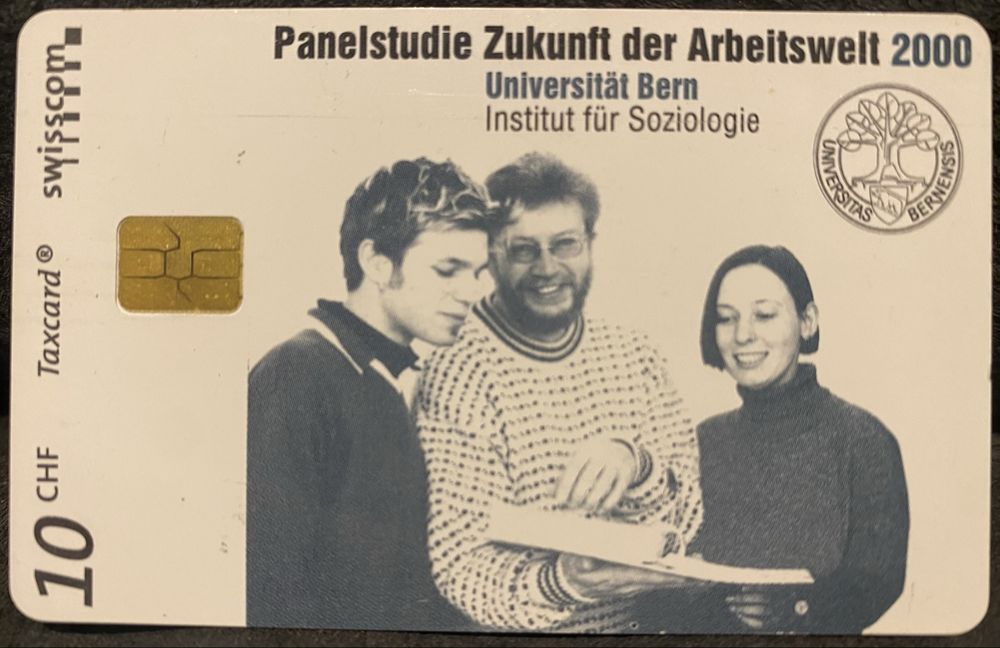 Panelstudie Zukunft der Arbeitswelt 2000
Universität Bern
Institut für Soziologie
UNIVERSITAS BERNENSIS
swisscom
Taxcard®
10 CHF